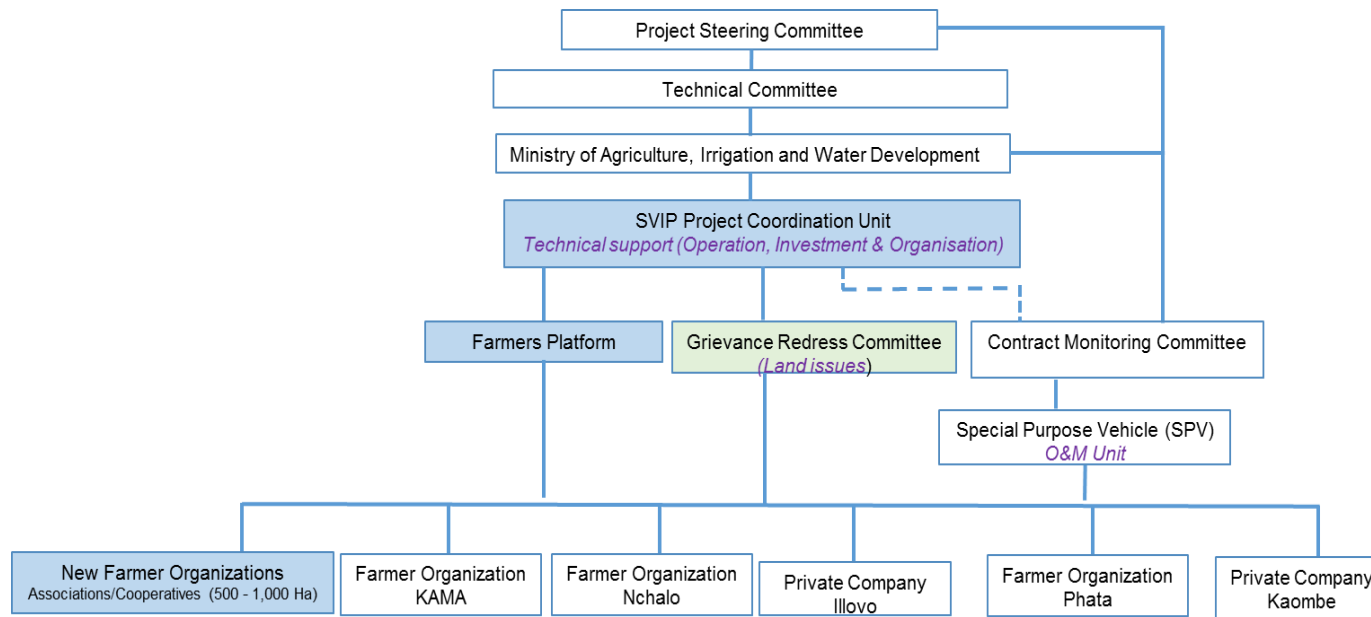 Project Steering Committee
Technical Committee
Ministry of Agriculture, Irrigation and Water Development
SVIP Project Coordination Unit
Technical support (Operation, Investment & Organisation)
Farmers Platform
Grievance Redress Committee
(Land issues)
Contract Monitoring Committee
Special Purpose Vehicle (SPV)
O&M Unit
New Farmer Organizations
Associations/Cooperatives (500 - 1,000 Ha)
Farmer Organization
KAMA
Farmer Organization
Nchalo
Private Company
Illovo
Farmer Organization
Phata
Private Company
Kaombe